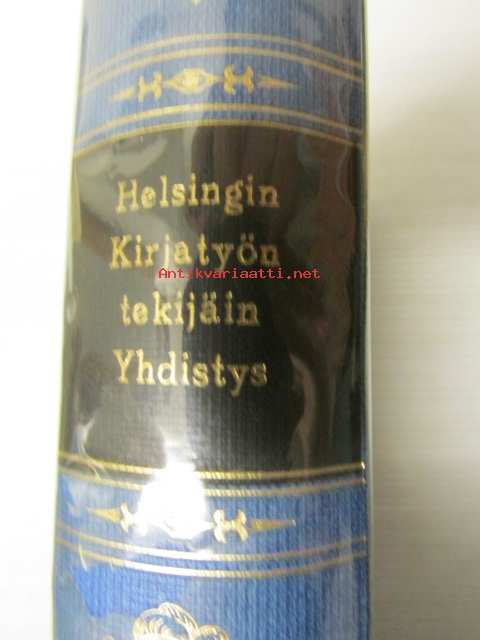 Helsingin
Kirjatyön
Antikvariaatti.net
tekijäin
Yhdistys